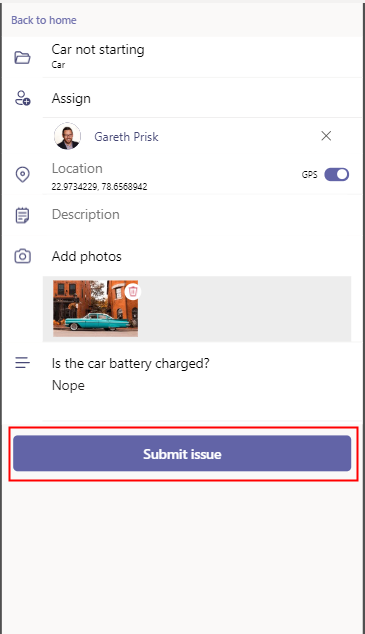 Back to home
Car not starting
Car
Assign
Gareth Prisk
Location
22.9734229, 78.6568942
GPS
Description
Add photos
Is the car battery charged?
Nope
Submit issue